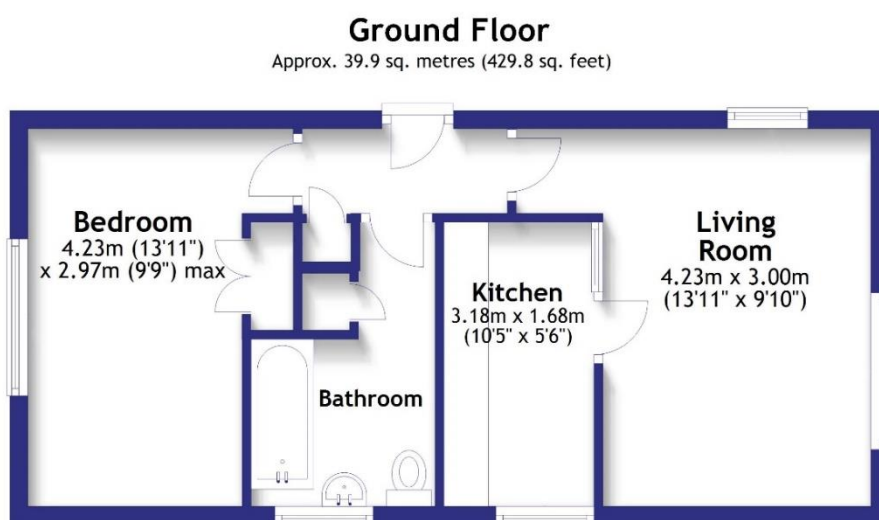 Ground Floor
Approx. 39.9 sq. metres (429.8 sq. feet)
Bedroom
4.23m (13'11")
x 2.97m (9'9") max
Living
Room
4.23m x 3.00m
(13'11" x 9'10")
Kitchen
3.18m x 1.68m
(10'5" x 5'6")
Bathroom